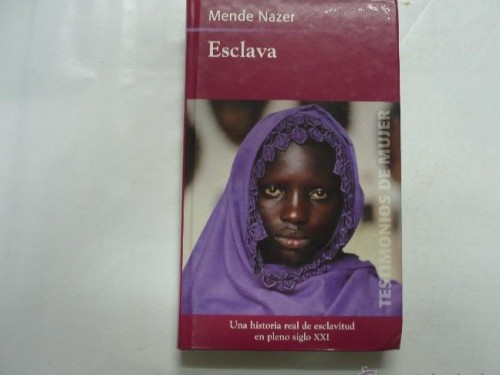 Mende Nazer
Esclava
TESTIMONIOS DE MUJER
Una historia real de esclavitud
en pleno siglo XXI